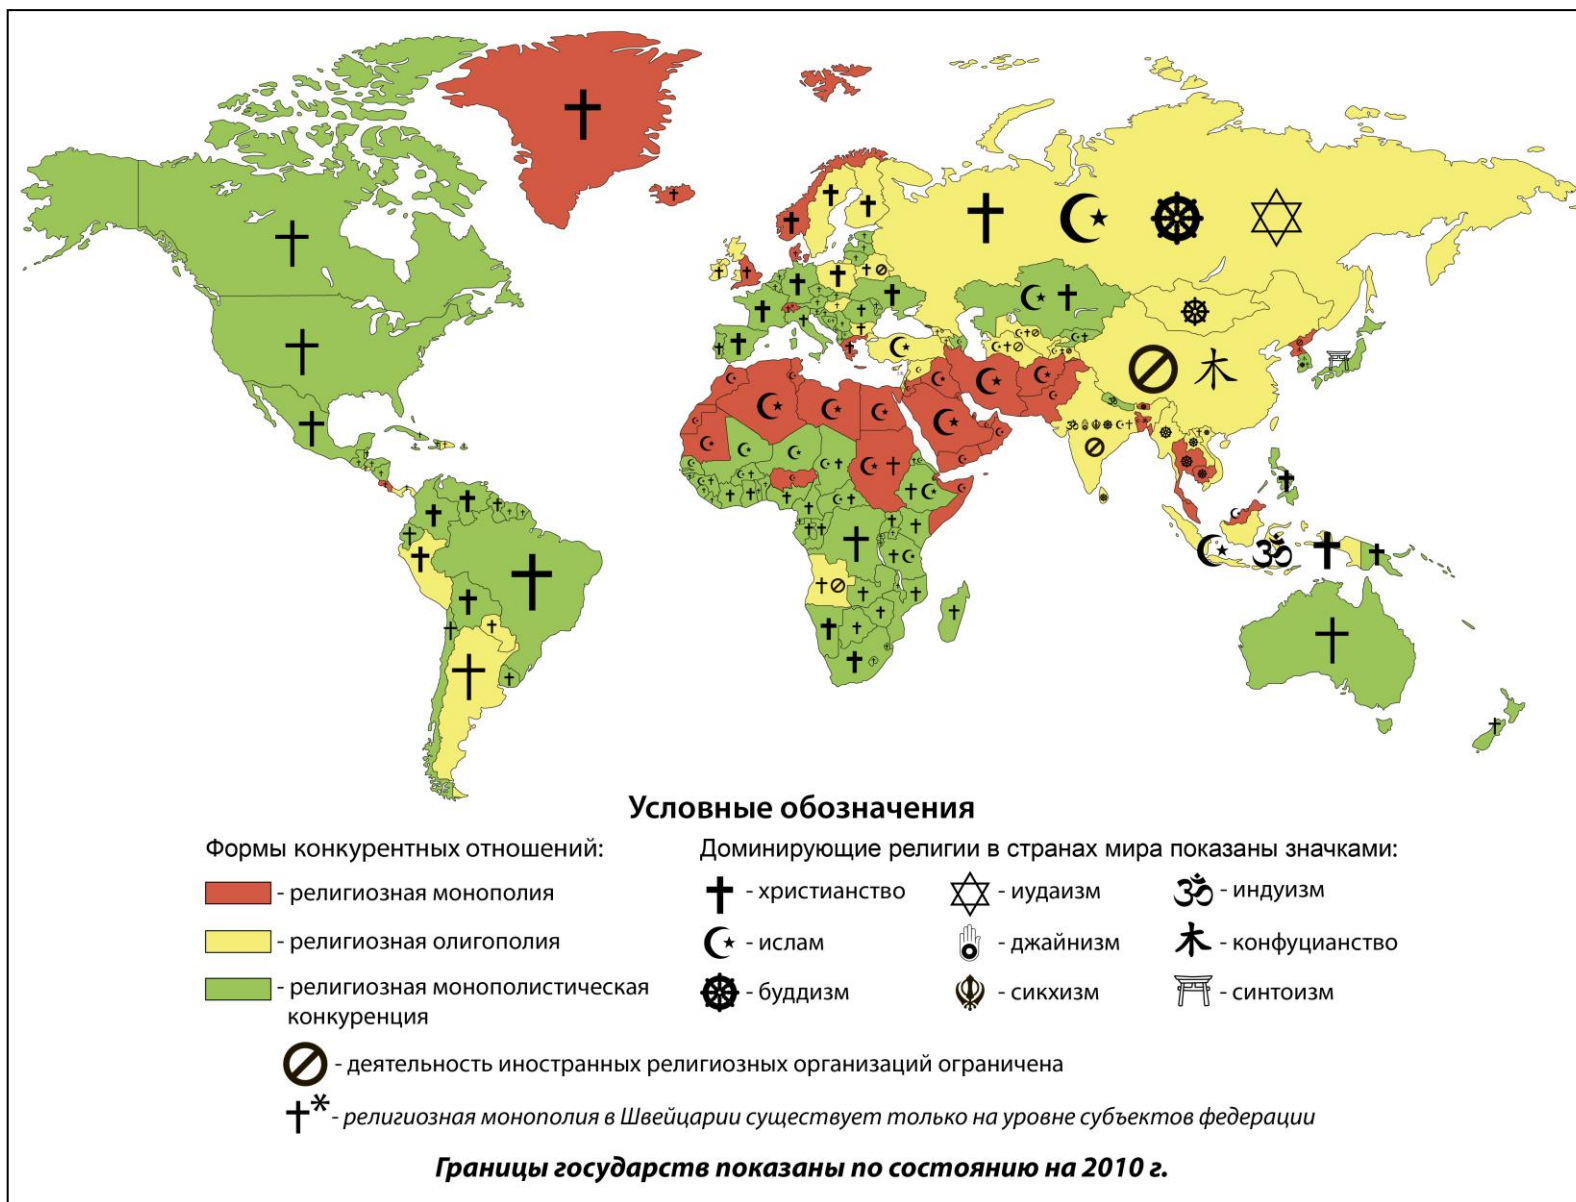 Условные обозначения
Формы конкурентных отношений:
- религиозная монополия
- религиозная олигополия
- религиозная монополистическая
конкуренция
Доминирующие религии в странах мира показаны значками:
- христианство
- иудаизм
- индуизм
- ислам
- джайнизм
- конфуцианство
- буддизм
- сикхизм
- синтоизм
- деятельность иностранных религиозных организаций ограничена
* - религиозная монополия в Швейцарии существует только на уровне субъектов федерации
Границы государств показаны по состоянию на 2010 г.